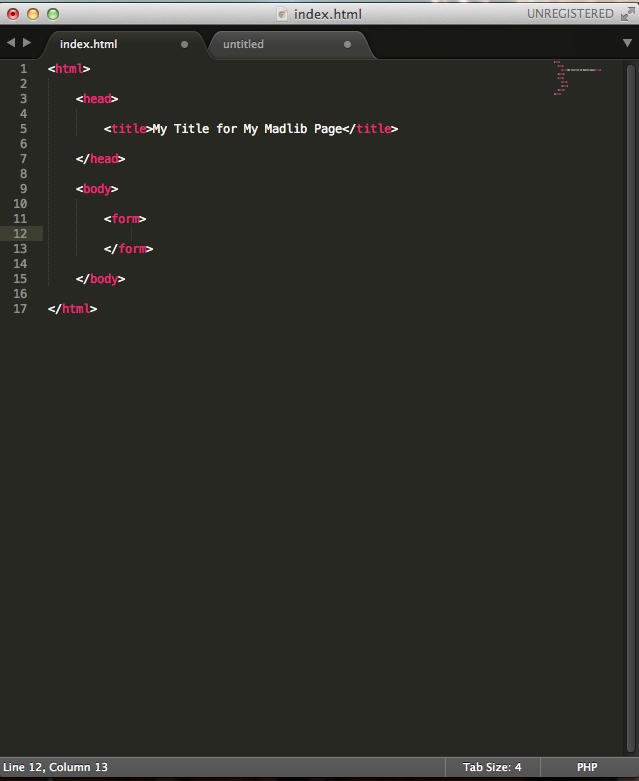 index.html
UNREGISTERED
index.html
untitled
1 <html>
2
3 <head>
4
5 <title>My Title for My Madlib Page</title>
6
7 </head>
8
9 <body>
10
11 <form>
12
13 </form>
14
15 </body>
16
17 </html>
Line 12, Column 13
Tab Size: 4
PHP